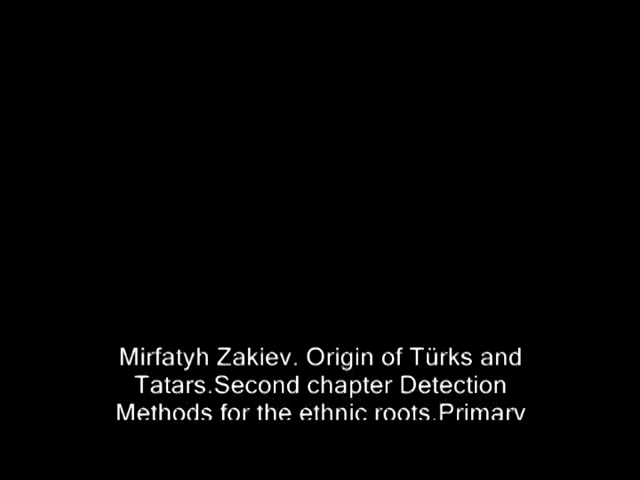 Mirfatyh Zakiev. Origin of Türks and
Tatars.Second chapter Detection
Methods for the ethnic roots.Primary